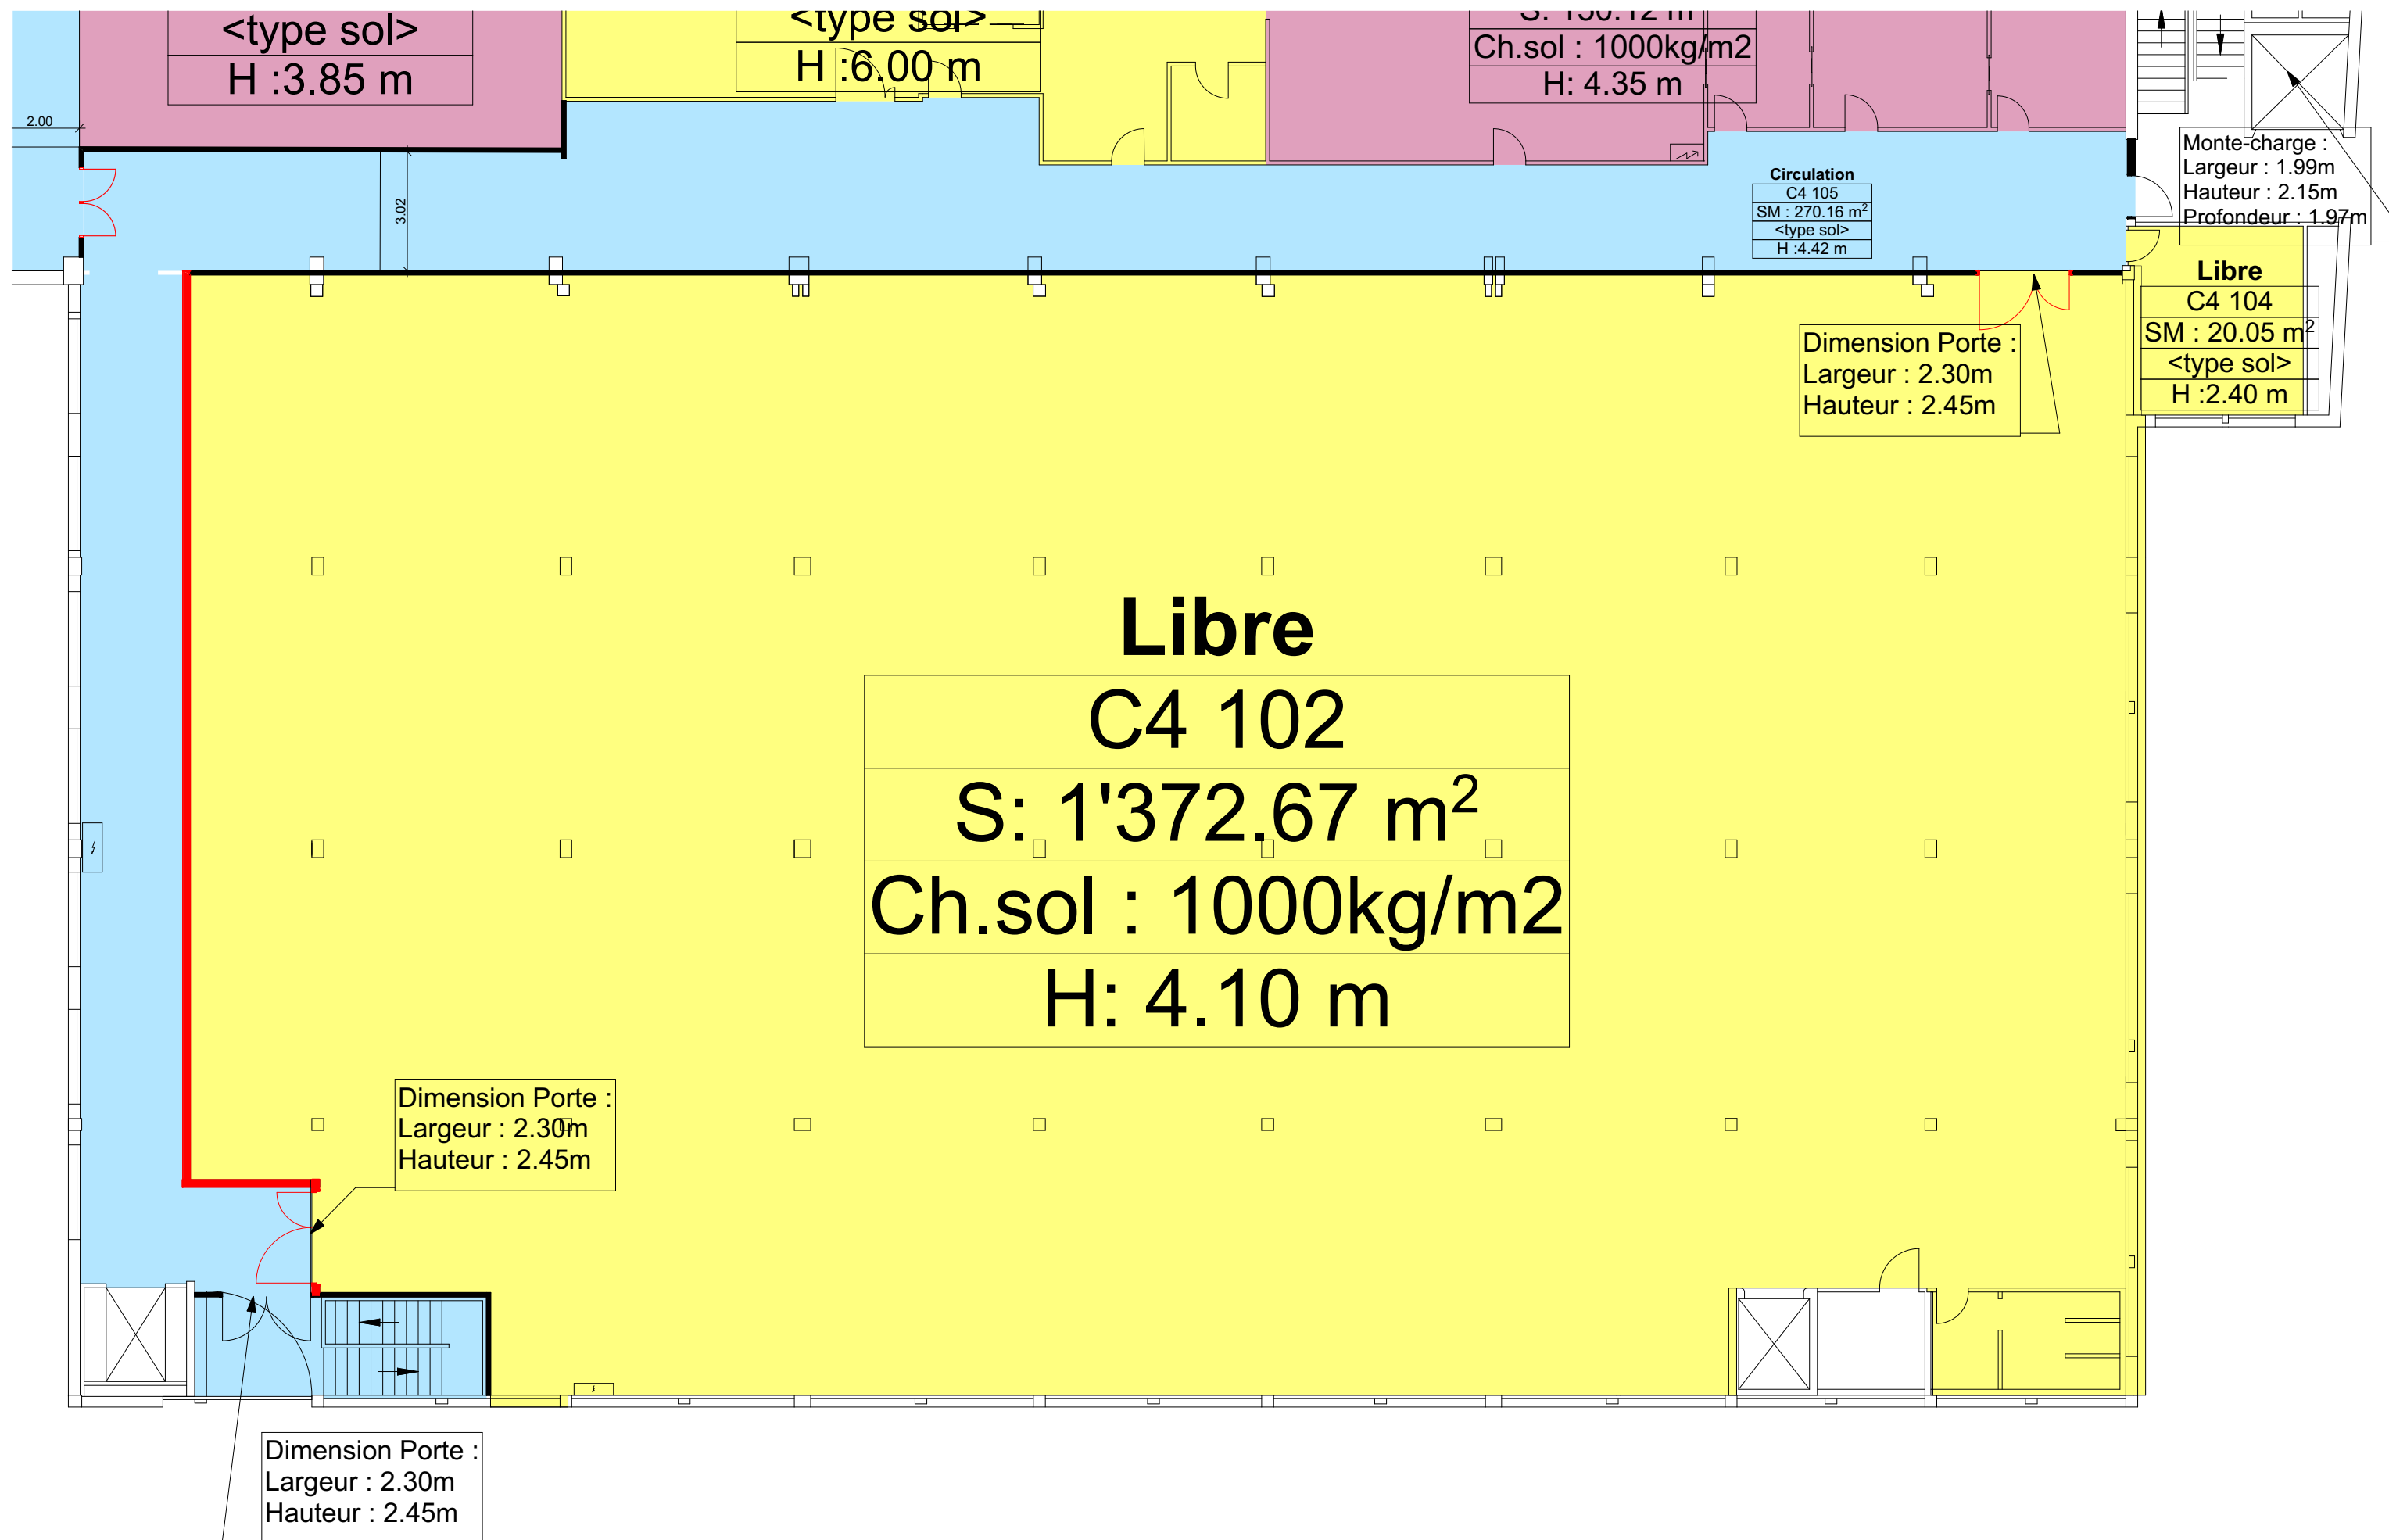 <type sol>
H :3.85 m
<type sol>
H :6.00 m
S: 150.12 m
Ch.sol : 1000kg/m2
H: 4.35 m
2.00
3.02
Circulation
C4 105
SM : 270.16 m²
<type sol>
H :4.42 m
Monte-charge :
Largeur : 1.99m
Hauteur : 2.15m
Profondeur : 1.97m
Libre
C4 104
SM : 20.05 m²
<type sol>
H :2.40 m
Dimension Porte :
Largeur : 2.30m
Hauteur : 2.45m
Libre
C4 102
S: 1'372.67 m²
Ch.sol : 1000kg/m2
H: 4.10 m
Dimension Porte :
Largeur : 2.30m
Hauteur : 2.45m
Dimension Porte :
Largeur : 2.30m
Hauteur : 2.45m